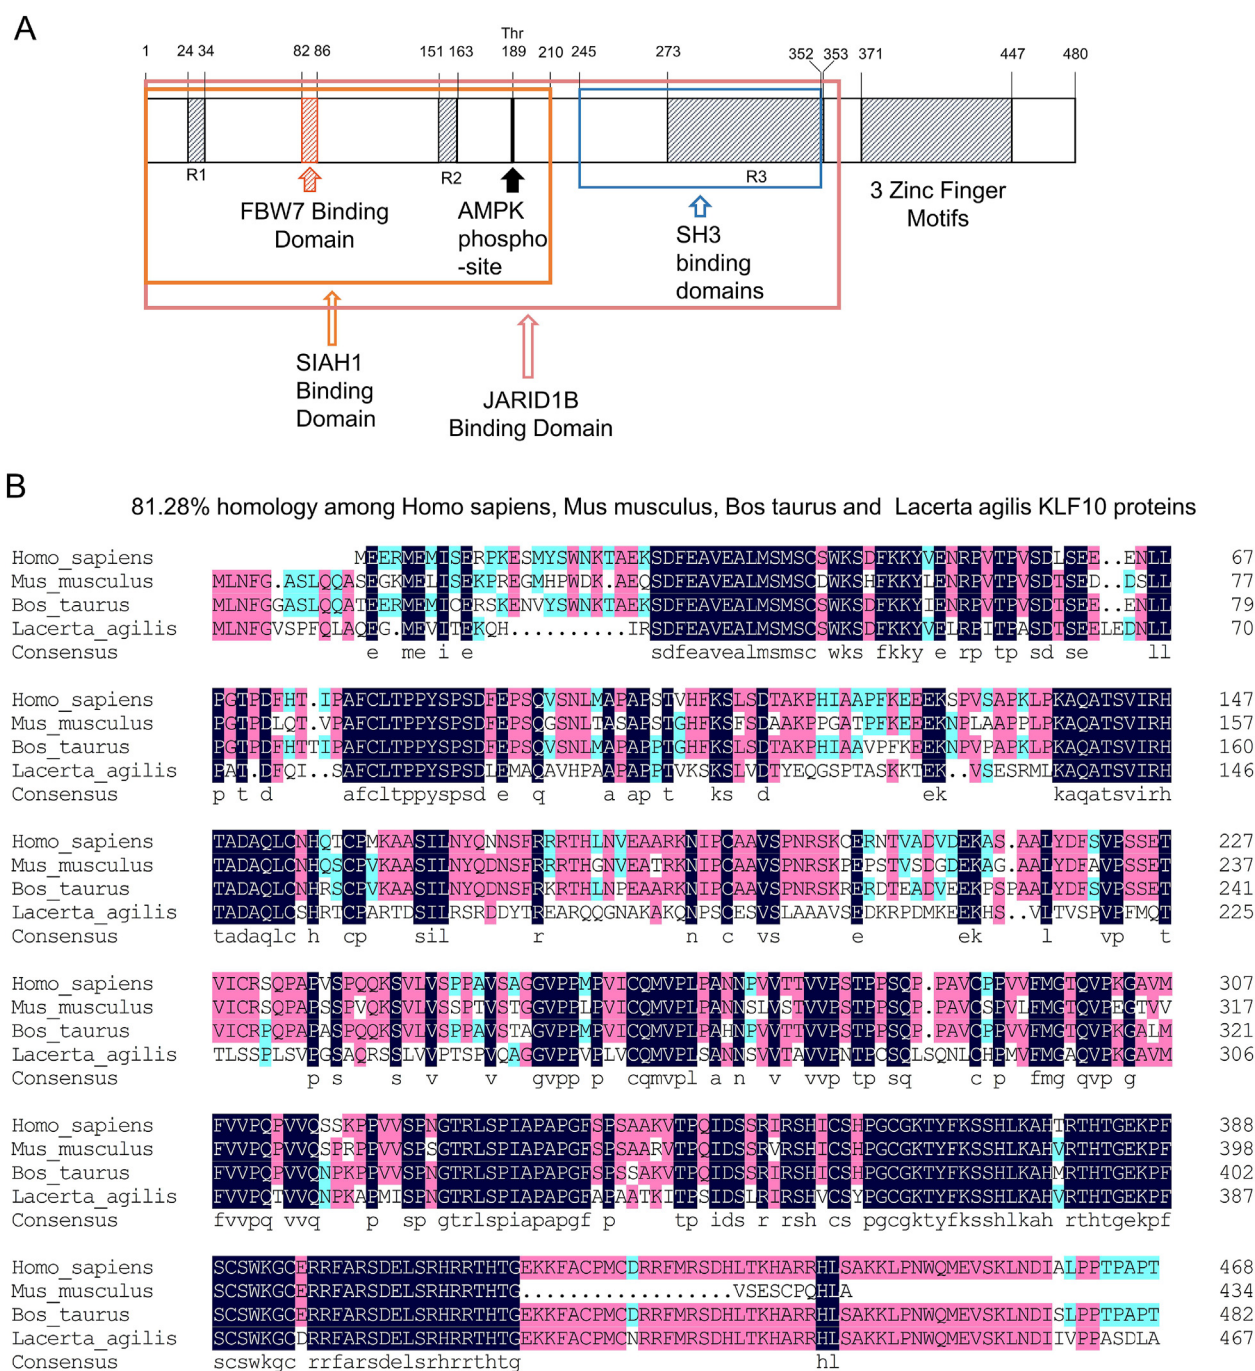 A
Thr
1 24 34 82 86 151 163 189 210 245 273 352 353 371 447 480
R1 R2 R3
FBW7 Binding
Domain
AMPK
phospho
-site
SH3
binding
domains
3 Zinc Finger
Motifs
SIAH1
Binding
Domain
JARID1B
Binding Domain
B
81.28% homology among Homo sapiens, Mus musculus, Bos taurus and Lacerta agilis KLF10 proteins
Homo_sapiens MEERMEMISERPKESMYSWNKTAEKSDFEAVEALMSMSCSWKSDFKKYVENRPVTPVSDLSEE..ENLL 67
Mus_musculus MLNFG.ASLQQASEGKMELISEKPREGMHPWDK.AEQSDFEAVEALMSMSCDWKSHFKKYLENRPVTPVSDTSED..DSLL 77
Bos_taurus MLNFGGASLQQATEERMEMICERSKENVYSWNKTAEKSDFEAVEALMSMSCSWKSDFKKYIENRPVTPVSDTSEE..ENLL 79
Lacerta_agilis MLNFGVSPFQLAQEG.MEVITEKQH..........IRSDFEAVEALMSMSCSWKSDFKKYVELRPITPASDTSEELEDNLL 70
Consensus e me i e sdfeavealmsmsc wks fkky e rp tp sd se ll
Homo_sapiens PGTPDFHT.IPAFCLTPPYSPSDFEPSQVSNLMAPAPSTVHFKSLSDTAKPHIAAPFKEEEKSPVSAPKLPKAQATSVIRH 147
Mus_musculus PGTPDLQT.VPAFCLTPPYSPSDFEPSQGSNLTASAPSTGHFKSFSDAAKPPGATPFKEEEKNPLAAPPLPKAQATSVIRH 157
Bos_taurus PGTPDFHTTIPAFCLTPPYSPSDFEPSQVSNLMAPAPPTGHFKSLSDTAKPHIAAVPFKEEKNPVPAPKLPKAQATSVIRH 160
Lacerta_agilis PAT.DFQI..SAFCLTPPYSPSDLEMAQAVHPAAPAPPTVKSKSLVDTYEQGSPTASKKTEK..VSESRMLKAQATSVIRH 146
Consensus p t d afcltppyspsd e q a ap t ks d ek kaqatsvirh
Homo_sapiens TADAQLCNHQTCPMKAASILNYQNNSFRRRTHLNVEAARKNIPCAAVSPNRSKCERNTVADVDEKAS.AALYDFSVPSSET 227
Mus_musculus TADAQLCNHQSCPVKAASILNYQDNSFRRRTHGNVEATRKNIPCAAVSPNRSKPEPSTVSDGDEKAG.AALYDFAVPSSET 237
Bos_taurus TADAQLCNHRSCPVKAASILNYQDNSFRKRTHLNPEAARKNIPCAAVSPNRSKRERDTEADVEEKPSPAALYDFSVPSSET 241
Lacerta_agilis TADAQLCSHRTCPARTDSILRSRDDYTREARQQGNAKAKQNPSCESVSLAAAVSEDKRPDMKEEKHS..VLTVSPVPFMQT 225
Consensus tadaqlc h cp sil r n c vs e ek l vp t
Homo_sapiens VICRSQPAPVSPQQKSVLVSPPAVSAGGVPPMPVICQMVPLPANNPVVTTVVPSTPPSQP.PAVCPPVVFMGTQVPKGAVM 307
Mus_musculus VICRSQPAPSSPVQKSVLVSSPTVSTGGVPPLPVICQMVPLPANNSLVSTVVPSTPPSQP.PAVCSPVLFMGTQVPEGTVV 317
Bos_taurus VICRPQPAPASPQQKSVLVSPPAVSTAGVPPMPVICQMVPLPAHNPVVTTVVPSTPPSQP.PAVCPPVVFMGTQVPKGALM 321
Lacerta_agilis TLSSPLSVPGSAQRSSLVVPTSPVQAGGVPPVPLVCQMVPLSANNSVVTAVVPNTPCSQLSQNLCHPMVFMGAQVPKGAVM 306
Consensus p s s v v gvpp p cqmvpl a n v vvp tp sq c p fmg qvp g
Homo_sapiens FVVPQPVVQSSKPPVVSPNGTRLSPIAPAPGFSPSAAKVTPQIDSSRIRSHICSHPGCGKTYFKSSHLKAHTRTHTGEKPF 388
Mus_musculus FVVPQPVVQSPRPPVVSPSGTRLSPIAPAPGFSPSAARVTPQIDSSRVRSHICSHPGCGKTYFKSSHLKAHVRTHTGEKPF 398
Bos_taurus FVVPQPVVQNPKPPVVSPNGTRLSPIAPAPGFSPSSAKVTPQIDSSRIRSHICSHPGCGKTYFKSSHLKAHMRTHTGEKPF 402
Lacerta_agilis FVVPQTVVQNPKAPMISPNGTRLSPIAPAPGFAPAATKITPSIDSLRIRSHVCSYPGCGKTYFKSSHLKAHVRTHTGEKPF 387
Consensus fvvpq vvq p sp gtrlspiapapgf p tp ids r rsh cs pgcgktyfksshlkah rthtgekpf
Homo_sapiens SCSWKGCERRFARSDELSRHRRTHTGEKKFACPMCDRRFMRSDHLTKHARRHLSAKKLPNWQMEVSKLNDIALPPTPAPT 468
Mus_musculus SCSWKGCERRFARSDELSRHRRTHTG..................VSESCPQHLA 434
Bos_taurus SCSWKGCERRFARSDELSRHRRTHTGEKKFACPMCDRRFMRSDHLTKHARRHLSAKKLPNWQMEVSKLNDISLPPTPAPT 482
Lacerta_agilis SCSWKGCDRRFARSDELSRHRRTHTGEKKFACPMCNRRFMRSDHLTKHARRHLSAKKLPNWQMEVSKLNDIIVPPASDLA 467
Consensus scswkgc rrfarsdelsrhrrthtg hl